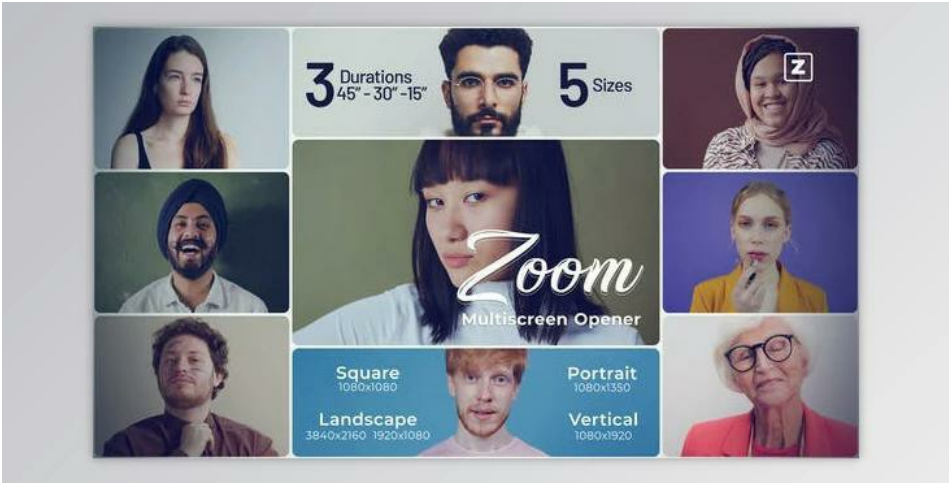 3 Durations
45" - 30" -15"
5 Sizes
Z
Zoom
Multiscreen Opener
Square
1080x1080
Landscape
3840x2160 1920x1080
Portrait
1080x1350
Vertical
1080x1920